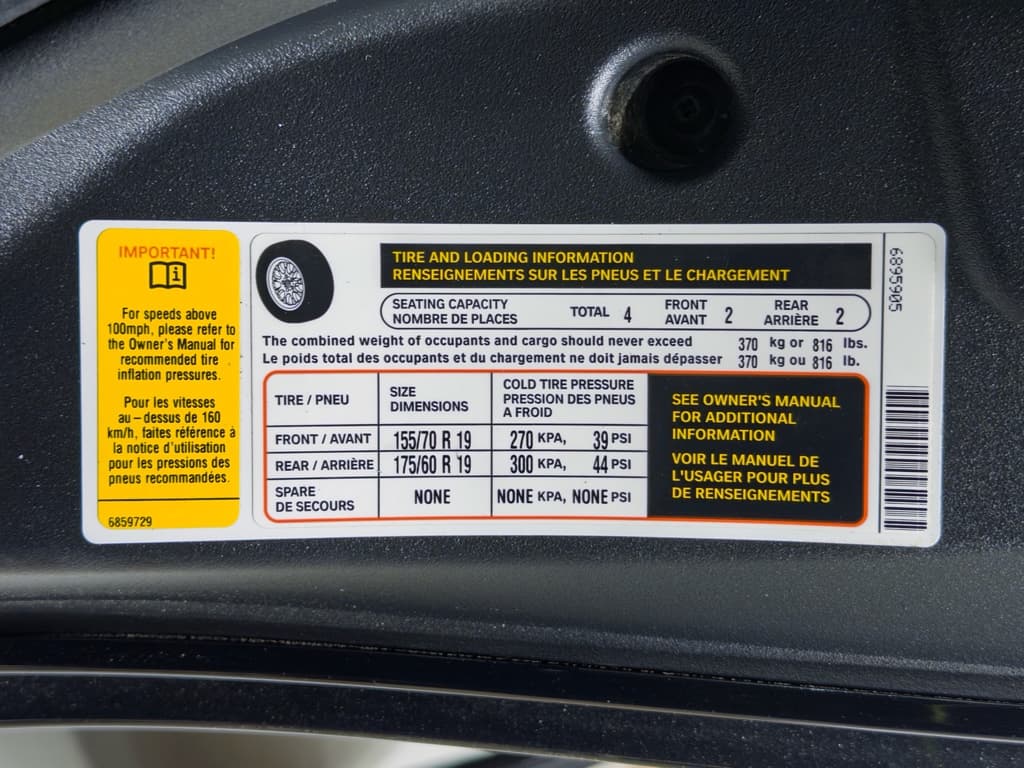 IMPORTANT!
For speeds above
100mph, please refer to
the Owner's Manual for
recommended tire
inflation pressures.
Pour les vitesses
au – dessus de 160
km/h, faites référence à
la notice d'utilisation
pour les pressions des
pneus recommandées.
6859729
TIRE AND LOADING INFORMATION
RENSEIGNEMENTS SUR LES PNEUS ET LE CHARGEMENT
SEATING CAPACITY
NOMBRE DE PLACES
TOTAL 4
FRONT
AVANT 2
REAR
ARRIÈRE 2
The combined weight of occupants and cargo should never exceed 370 kg or 816 lbs.
Le poids total des occupants et du chargement ne doit jamais dépasser 370 kg ou 816 lb.
TIRE / PNEU
SIZE
DIMENSIONS
COLD TIRE PRESSURE
PRESSION DES PNEUS
A FROID
FRONT / AVANT 155/70 R 19 270 KPA, 39 PSI
REAR / ARRIÈRE 175/60 R 19 300 KPA, 44 PSI
SPARE
DE SECOURS
NONE NONE KPA, NONE PSI
SEE OWNER'S MANUAL
FOR ADDITIONAL
INFORMATION
VOIR LE MANUEL DE
L'USAGER POUR PLUS
DE RENSEIGNEMENTS
6895905